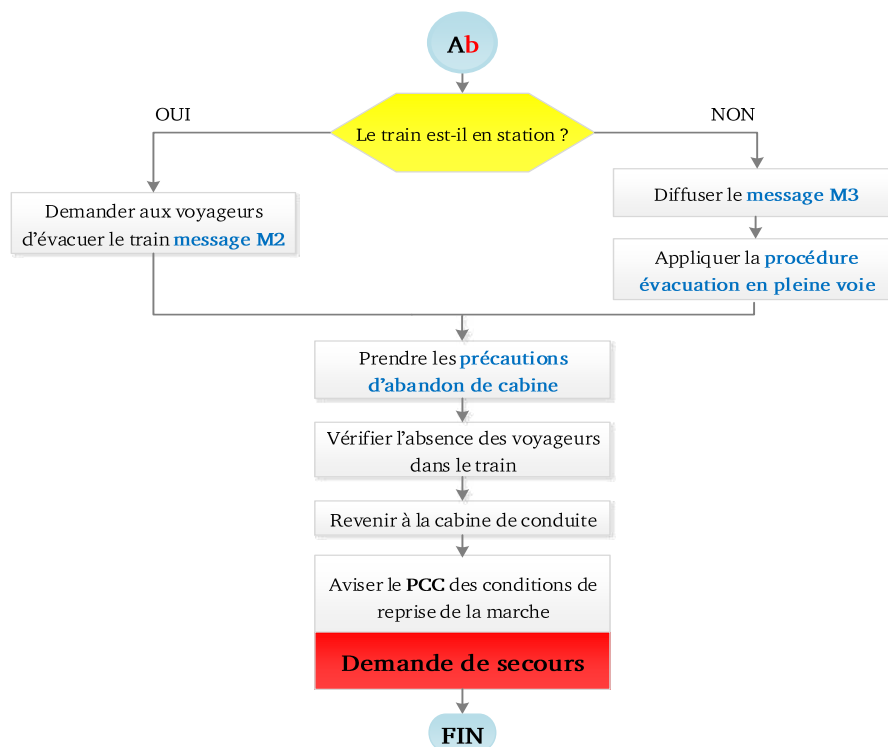 Ab
Le train est-il en station ?
OUI
NON
Demander aux voyageurs
d’évacuer le train message M2
Diffuser le message M3
Appliquer la procédure
évacuation en pleine voie
Prendre les précautions
d’abandon de cabine
Vérifier l’absence des voyageurs
dans le train
Revenir à la cabine de conduite
Aviser le PCC des conditions de
reprise de la marche
Demande de secours
FIN